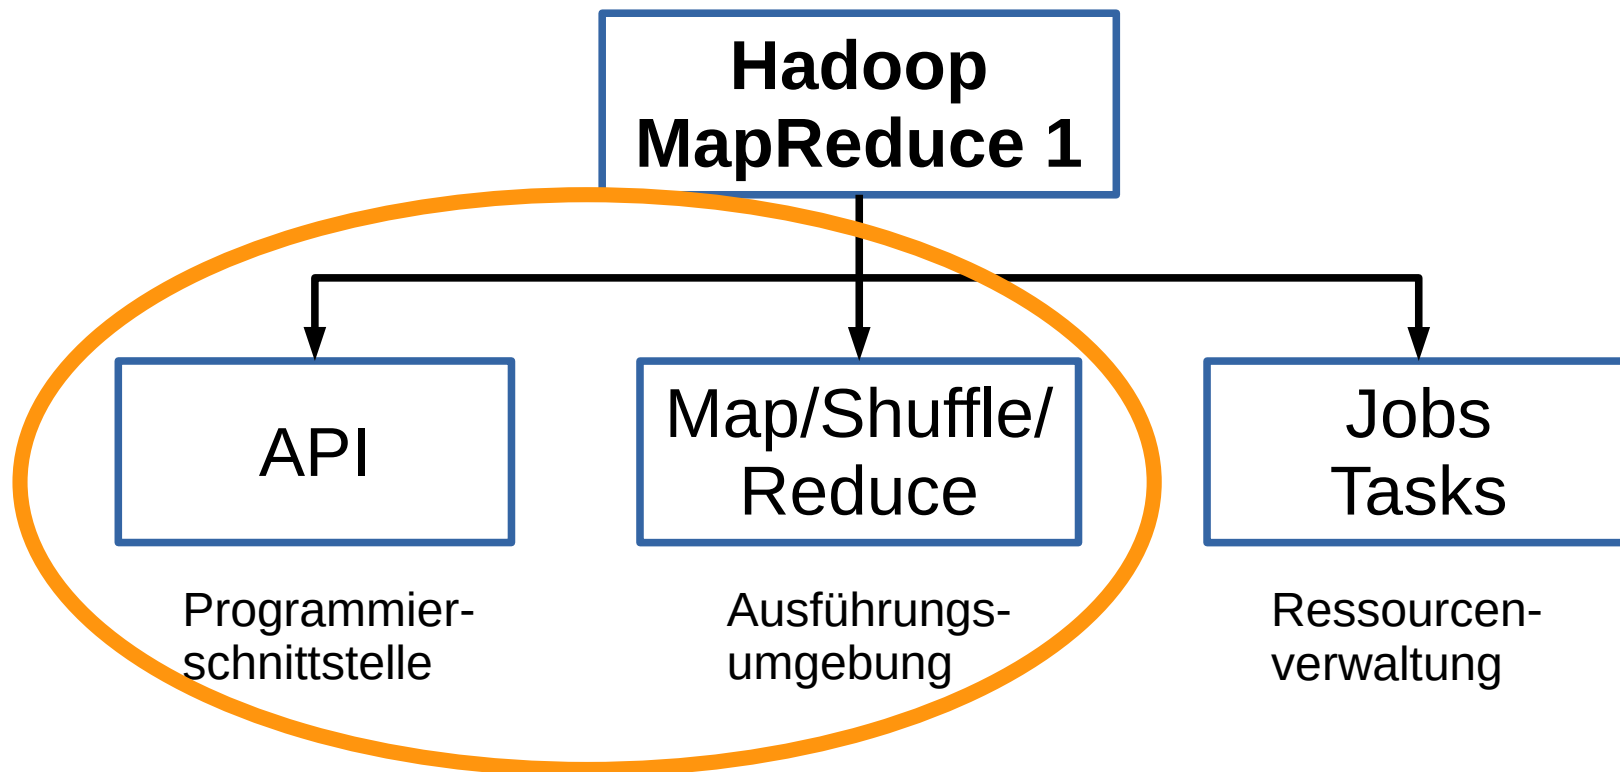 Hadoop
MapReduce 1
API
Map/Shuffle/
Reduce
Jobs
Tasks
Programmier-
schnittstelle
Ausführungs-
umgebung
Ressourcen-
verwaltung